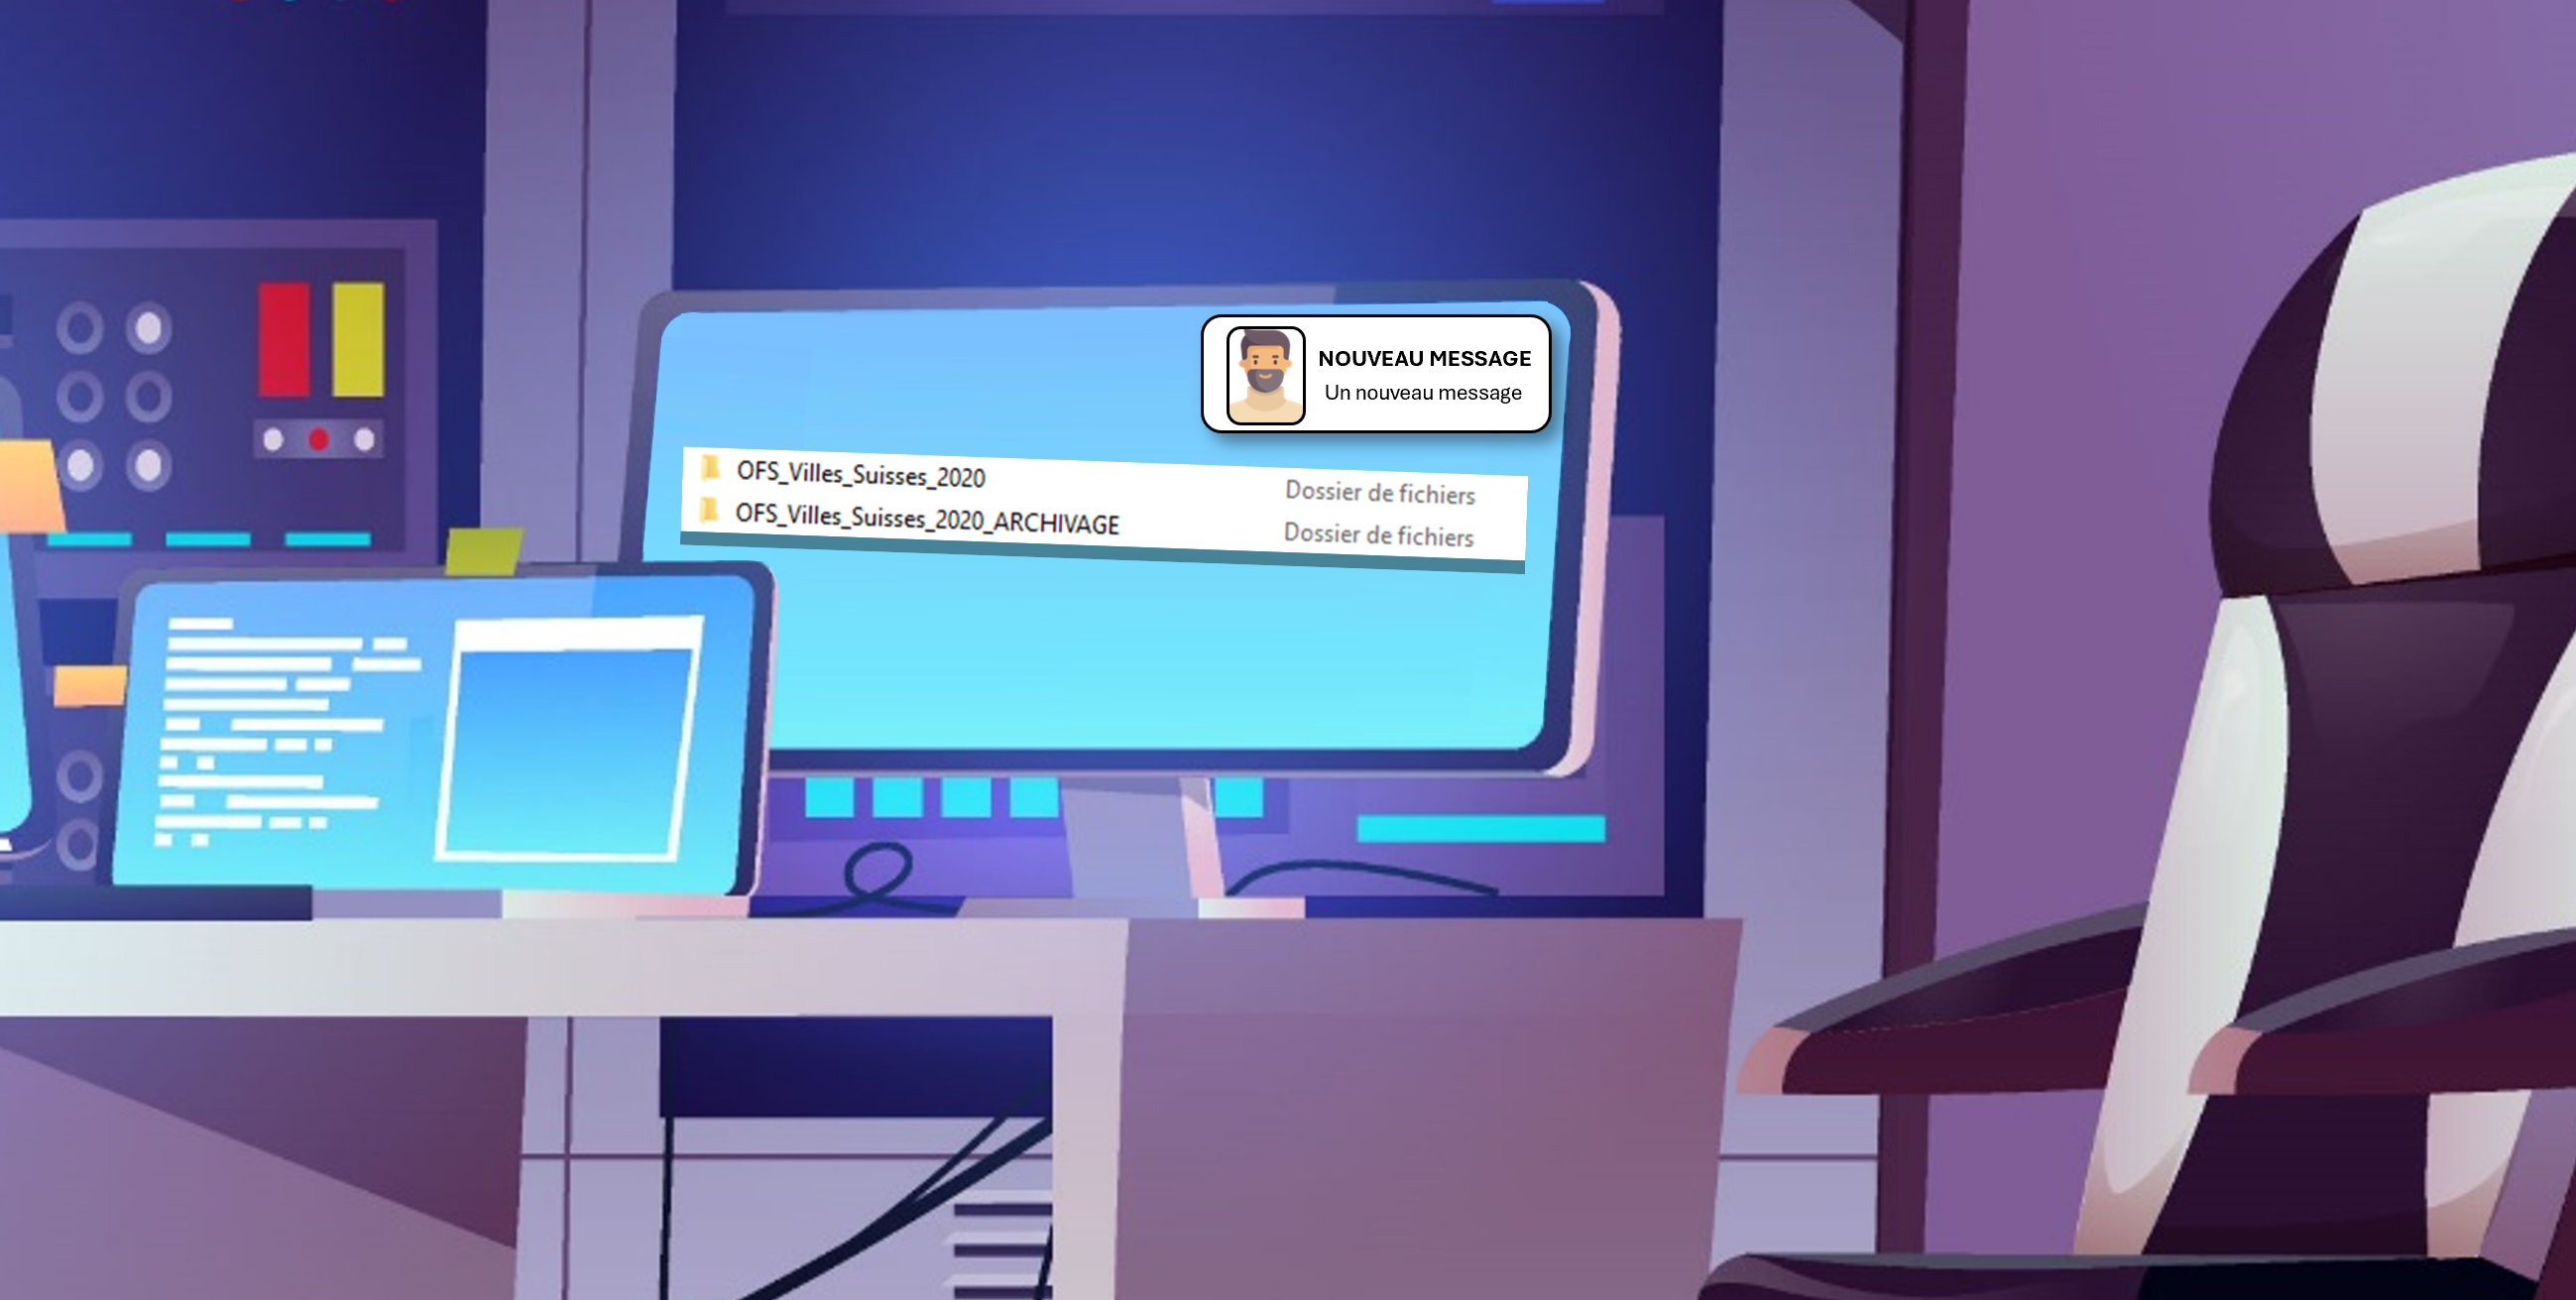 NOUVEAU MESSAGE
Un nouveau message
OFS_Villes_Suisses_2020 Dossier de fichiers
OFS_Villes_Suisses_2020_ARCHIVAGE Dossier de fichiers